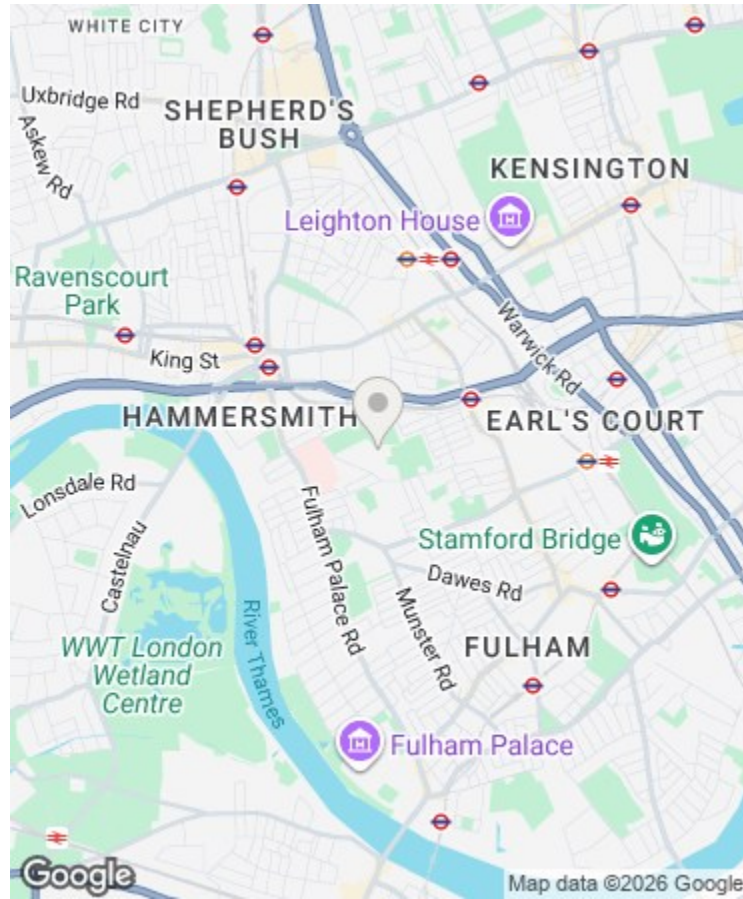 WHITE CITY
Uxbridge Rd
SHEPHERD'S
BUSH
Askew Rd
KENSINGTON
Leighton House
Ravenscourt
Park
Warwick Rd
King St
HAMMERSMITH
EARL'S COURT
Lonsdale Rd
Castelnau
Fulham Palace Rd
Stamford Bridge
Dawes Rd
Munster Rd
River Thames
WWT London
Wetland
Centre
FULHAM
Fulham Palace
Google
Map data ©2026 Google